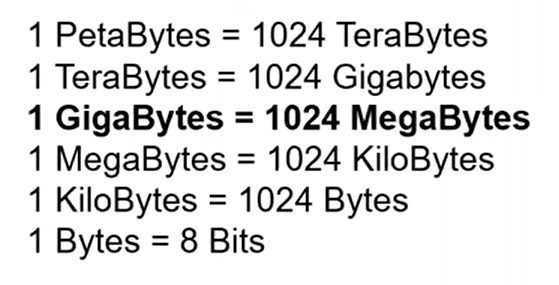 1 PetaBytes = 1024 TeraBytes
1 TeraBytes = 1024 Gigabytes
1 GigaBytes = 1024 MegaBytes
1 MegaBytes = 1024 KiloBytes
1 KiloBytes = 1024 Bytes
1 Bytes = 8 Bits